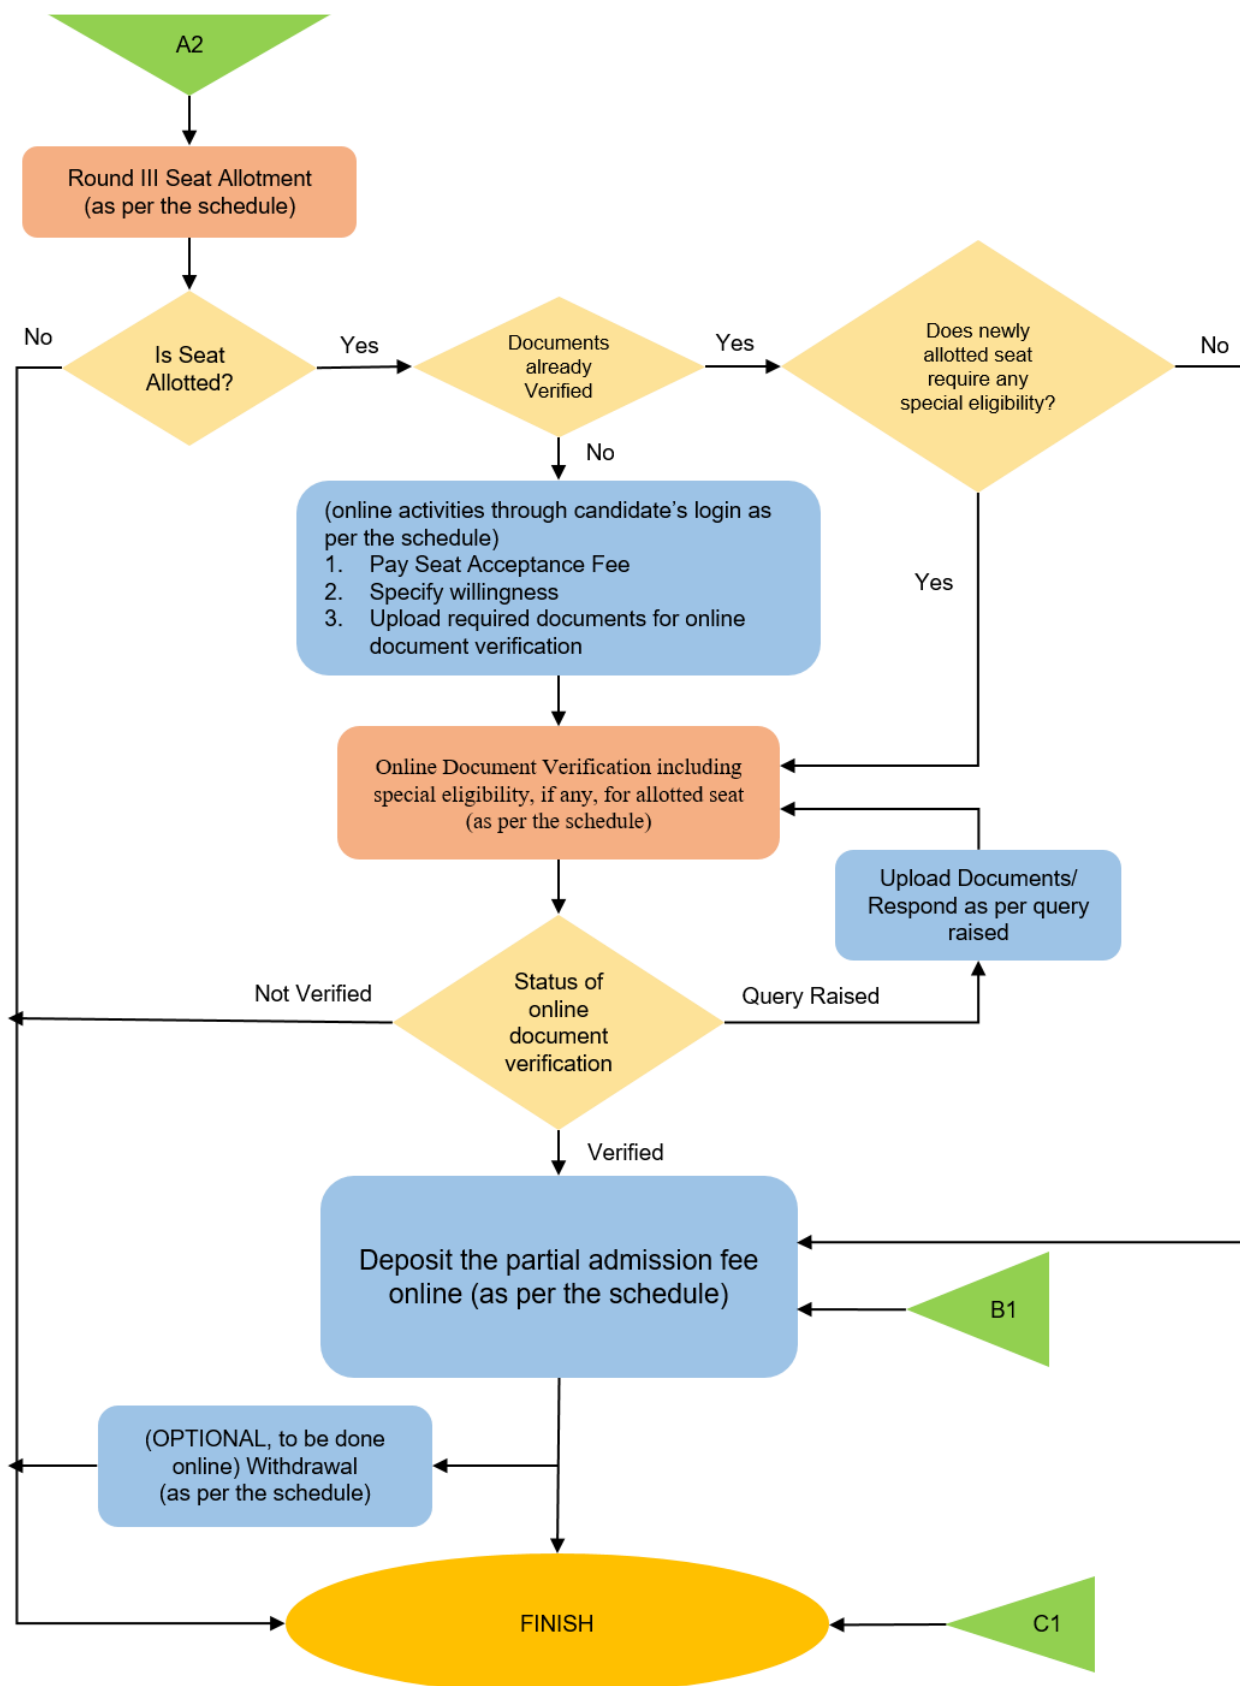 A2
Round III Seat Allotment
(as per the schedule)
No
Is Seat
Allotted?
Yes
Documents
already
Verified
Yes
Does newly
allotted seat
require any
special eligibility?
No
No
(online activities through candidate’s login as
per the schedule)
1. Pay Seat Acceptance Fee
2. Specify willingness
3. Upload required documents for online
document verification
Yes
Online Document Verification including
special eligibility, if any, for allotted seat
(as per the schedule)
Upload Documents/
Respond as per query
raised
Not Verified
Status of
online
document
verification
Query Raised
Verified
Deposit the partial admission fee
online (as per the schedule)
B1
(OPTIONAL, to be done
online) Withdrawal
(as per the schedule)
FINISH
C1